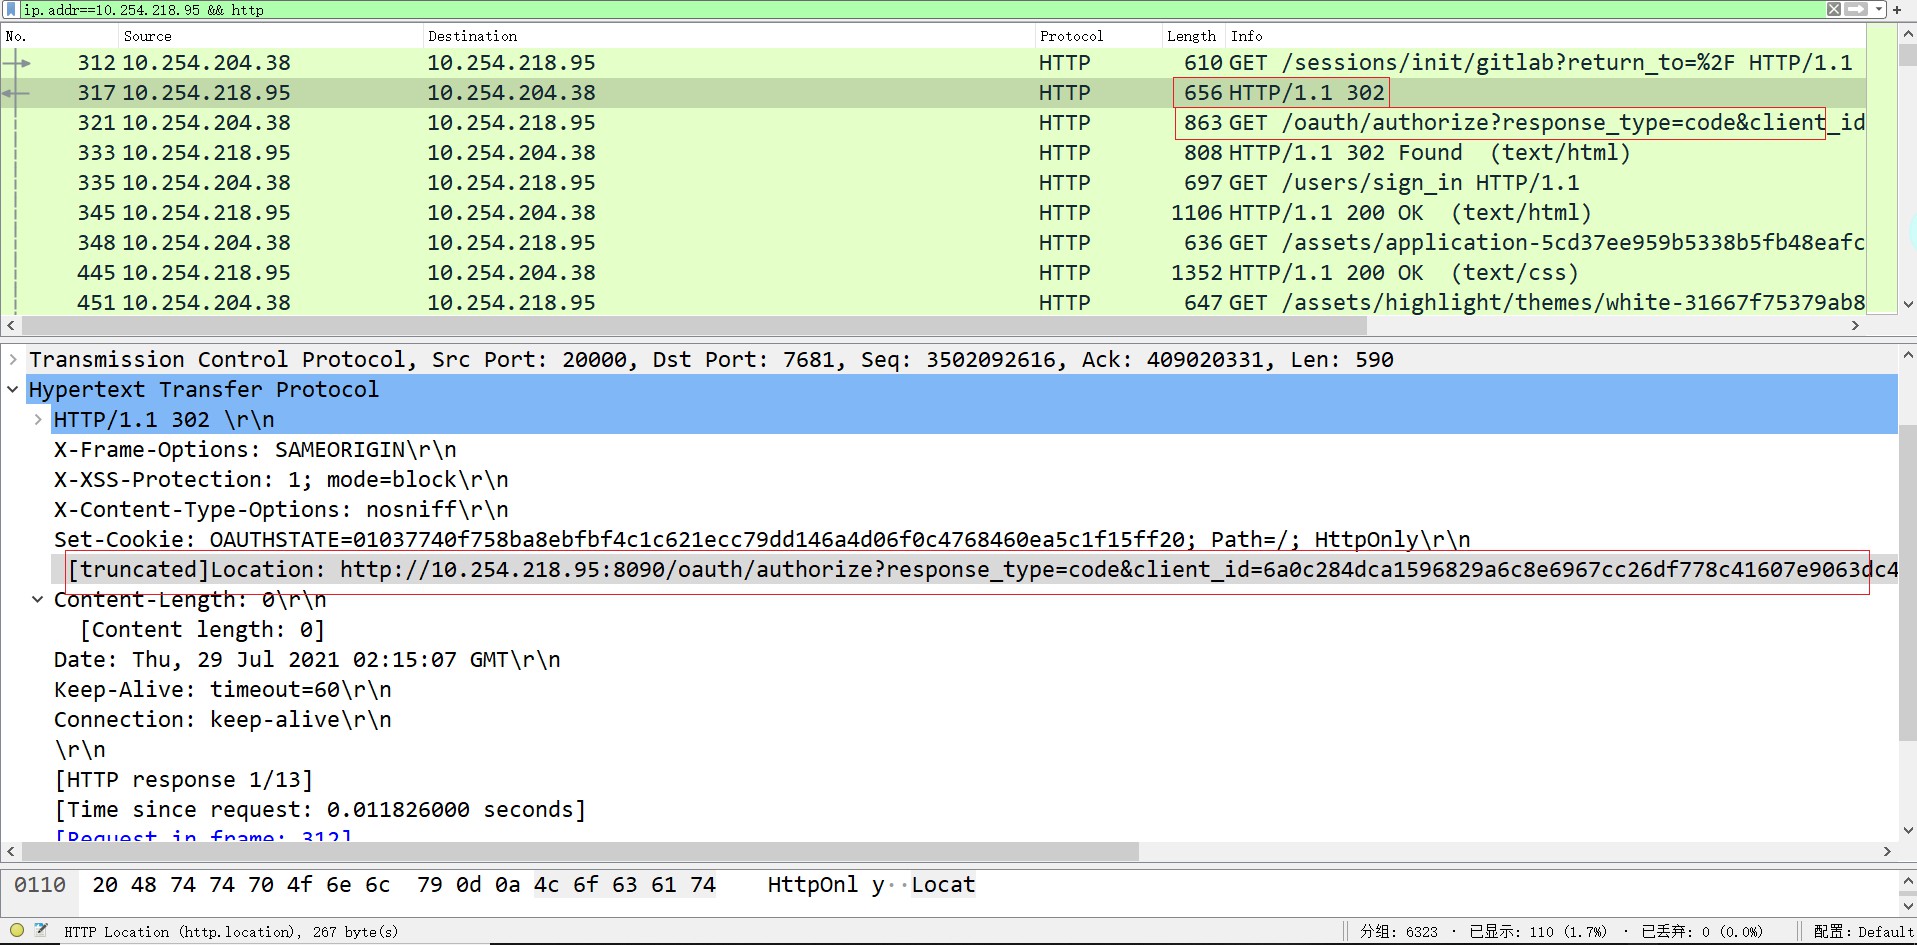 ip.addr==10.254.218.95 && http
No. Source Destination Protocol Length Info
312 10.254.204.38 10.254.218.95 HTTP 610 GET /sessions/init/gitlab?return_to=%2F HTTP/1.1
317 10.254.218.95 10.254.204.38 HTTP 656 HTTP/1.1 302
321 10.254.204.38 10.254.218.95 HTTP 863 GET /oauth/authorize?response_type=code&client_id
333 10.254.218.95 10.254.204.38 HTTP 808 HTTP/1.1 302 Found (text/html)
335 10.254.204.38 10.254.218.95 HTTP 697 GET /users/sign_in HTTP/1.1
345 10.254.218.95 10.254.204.38 HTTP 1106 HTTP/1.1 200 OK (text/html)
348 10.254.204.38 10.254.218.95 HTTP 636 GET /assets/application-5cd37ee959b5338b5fb48eafc
445 10.254.218.95 10.254.204.38 HTTP 1352 HTTP/1.1 200 OK (text/css)
451 10.254.204.38 10.254.218.95 HTTP 647 GET /assets/highlight/themes/white-31667f75379ab8
Transmission Control Protocol, Src Port: 20000, Dst Port: 7681, Seq: 3502092616, Ack: 409020331, Len: 590
Hypertext Transfer Protocol
HTTP/1.1 302 \r\n
X-Frame-Options: SAMEORIGIN\r\n
X-XSS-Protection: 1; mode=block\r\n
X-Content-Type-Options: nosniff\r\n
Set-Cookie: OAUTHSTATE=01037740f758ba8ebfbf4c1c621ecc79dd146a4d06f0c4768460ea5c1f15ff20; Path=/; HttpOnly\r\n
[truncated]Location: http://10.254.218.95:8090/oauth/authorize?response_type=code&client_id=6a0c284dca1596829a6c8e6967cc26df778c41607e9063dc4
Content-Length: 0\r\n
[Content length: 0]
Date: Thu, 29 Jul 2021 02:15:07 GMT\r\n
Keep-Alive: timeout=60\r\n
Connection: keep-alive\r\n
\r\n
[HTTP response 1/13]
[Time since request: 0.011826000 seconds]
[Request in frame: 312]
0110 20 48 74 74 70 4f 6e 6c 79 0d 0a 4c 6f 63 61 74 HttpOnl y··Locat
HTTP Location (http.location), 267 byte(s) 分组: 6323 · 已显示: 110 (1.7%) · 已丢弃: 0 (0.0%) 配置: Default